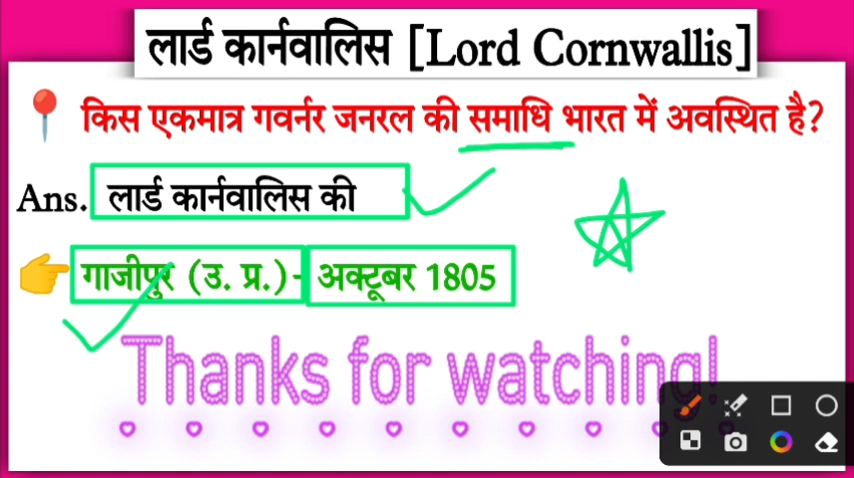 लार्ड कार्नवालिस [Lord Cornwallis]
किस एकमात्र गवर्नर जनरल की समाधि भारत में अवस्थित है?
Ans. लार्ड कार्नवालिस की
गाजीपुर (उ. प्र.)- अक्टूबर 1805
Thanks for watching!